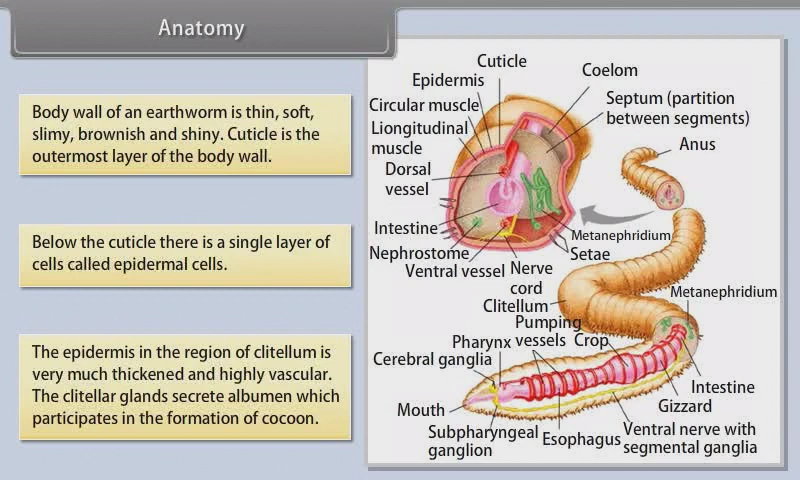 Anatomy
Body wall of an earthworm is thin, soft,
slimy, brownish and shiny. Cuticle is the
outermost layer of the body wall.
Below the cuticle there is a single layer of
cells called epidermal cells.
The epidermis in the region of clitellum is
very much thickened and highly vascular.
The clitellar glands secrete albumen which
participates in the formation of cocoon.
Cuticle
Epidermis
Circular muscle
Liongitudinal
muscle
Dorsal
vessel
Intestine
Nephrostome
Ventral vessel
Nerve
cord
Coelom
Septum (partition
between segments)
Anus
Metanephridium
Setae
Clitellum
Pumping
vessels
Pharynx
Crop
Cerebral ganglia
Metanephridium
Mouth
Subpharyngeal
ganglion
Esophagus
Intestine
Gizzard
Ventral nerve with
segmental ganglia